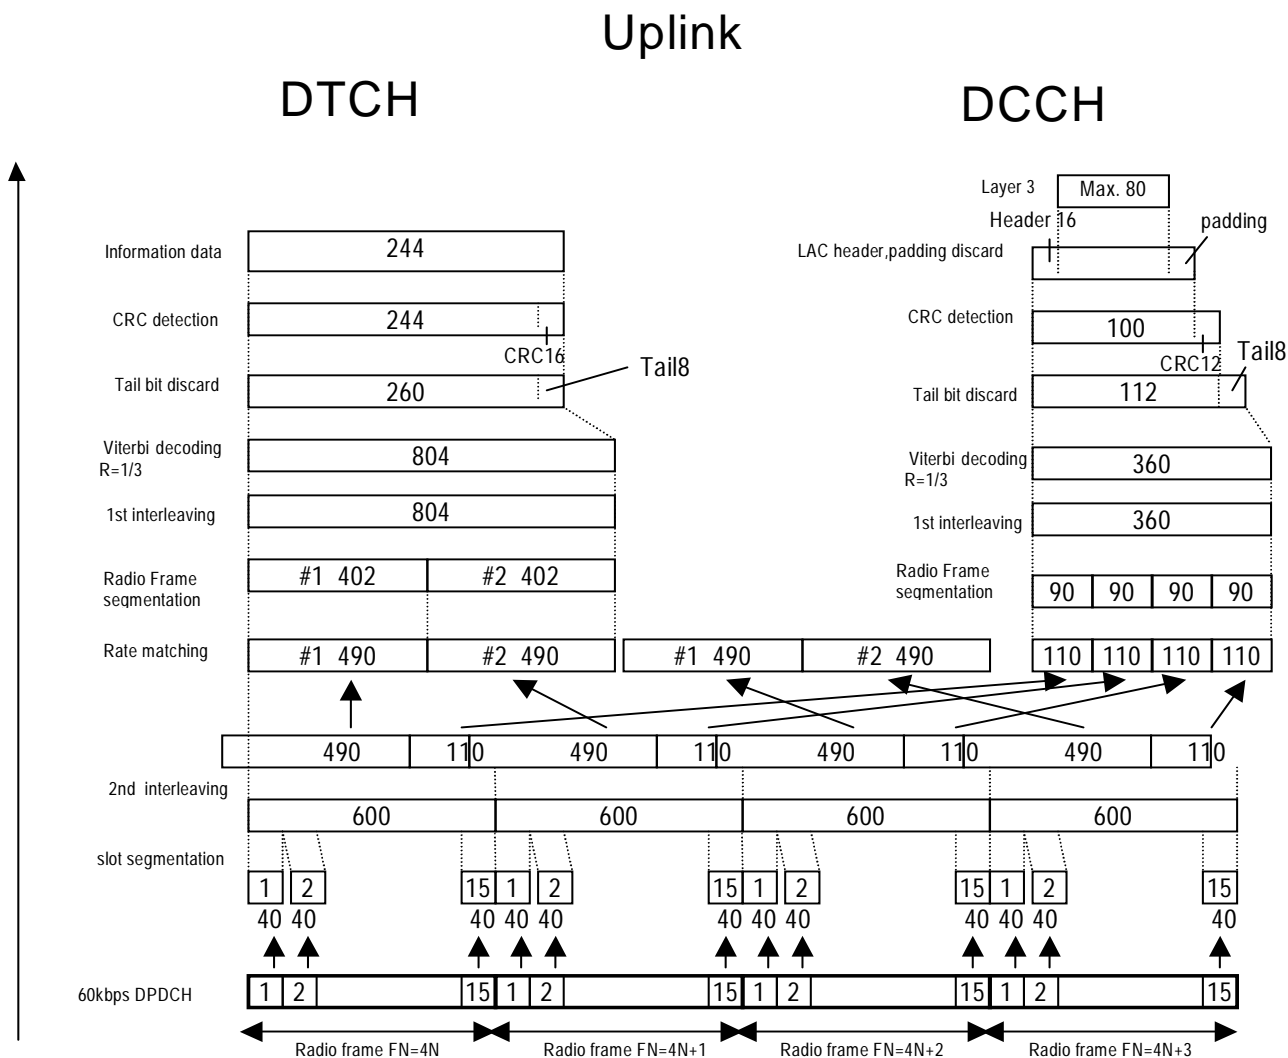 Uplink
DTCH
DCCH
Layer 3
Max. 80
Header 16
padding
Information data
244
LAC header,padding discard
CRC detection
244
CRC16
CRC detection
100
CRC12
Tail8
Tail8
Tail bit discard
260
Tail bit discard
112
Viterbi decoding
R=1/3
804
Viterbi decoding
R=1/3
360
1st interleaving
804
1st interleaving
360
Radio Frame
segmentation
#1 402
#2 402
Radio Frame
segmentation
90 90 90 90
Rate matching
#1 490
#2 490
#1 490
#2 490
110 110 110 110
490 110 490 110 490 110 490 110
2nd interleaving
600 600 600 600
slot segmentation
1 2 15 1 2 15 1 2 15 1 2 15
40 40 40 40 40 40 40 40 40 40 40 40
60kbps DPDCH
1 2 15 1 2 15 1 2 15 1 2 15
Radio frame FN=4N
Radio frame FN=4N+1
Radio frame FN=4N+2
Radio frame FN=4N+3